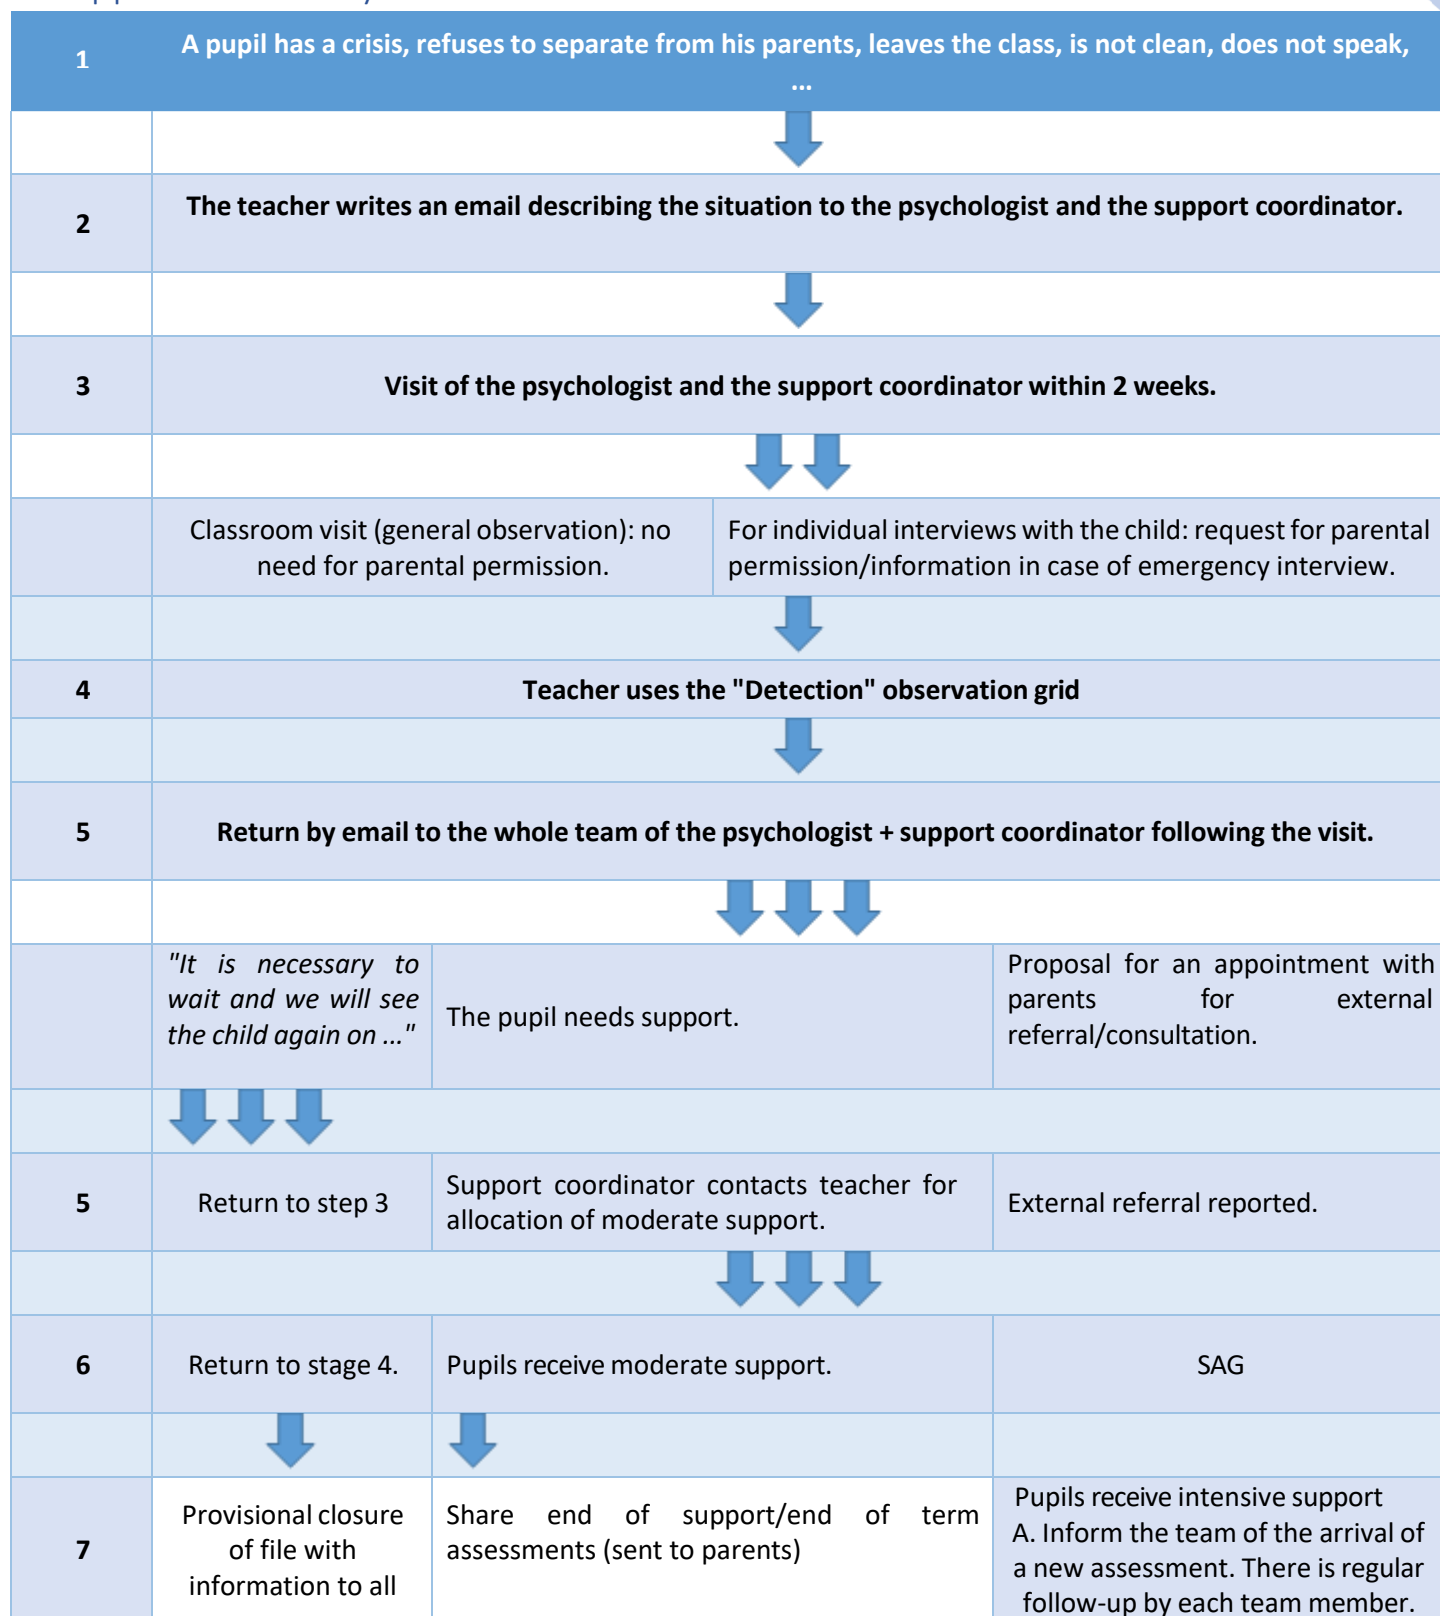 1
A pupil has a crisis, refuses to separate from his parents, leaves the class, is not clean, does not speak,
...
2
The teacher writes an email describing the situation to the psychologist and the support coordinator.
3
Visit of the psychologist and the support coordinator within 2 weeks.
Classroom visit (general observation): no
need for parental permission.
For individual interviews with the child: request for parental
permission/information in case of emergency interview.
4
Teacher uses the "Detection" observation grid
5
Return by email to the whole team of the psychologist + support coordinator following the visit.
"It is necessary to
wait and we will see
the child again on ..."
The pupil needs support.
Proposal for an appointment with
parents for external
referral/consultation.
5
Return to step 3
Support coordinator contacts teacher for
allocation of moderate support.
External referral reported.
6
Return to stage 4.
Pupils receive moderate support.
SAG
7
Provisional closure
of file with
information to all
Share end of support/end of term
assessments (sent to parents)
Pupils receive intensive support
A. Inform the team of the arrival of
a new assessment. There is regular
follow-up by each team member.